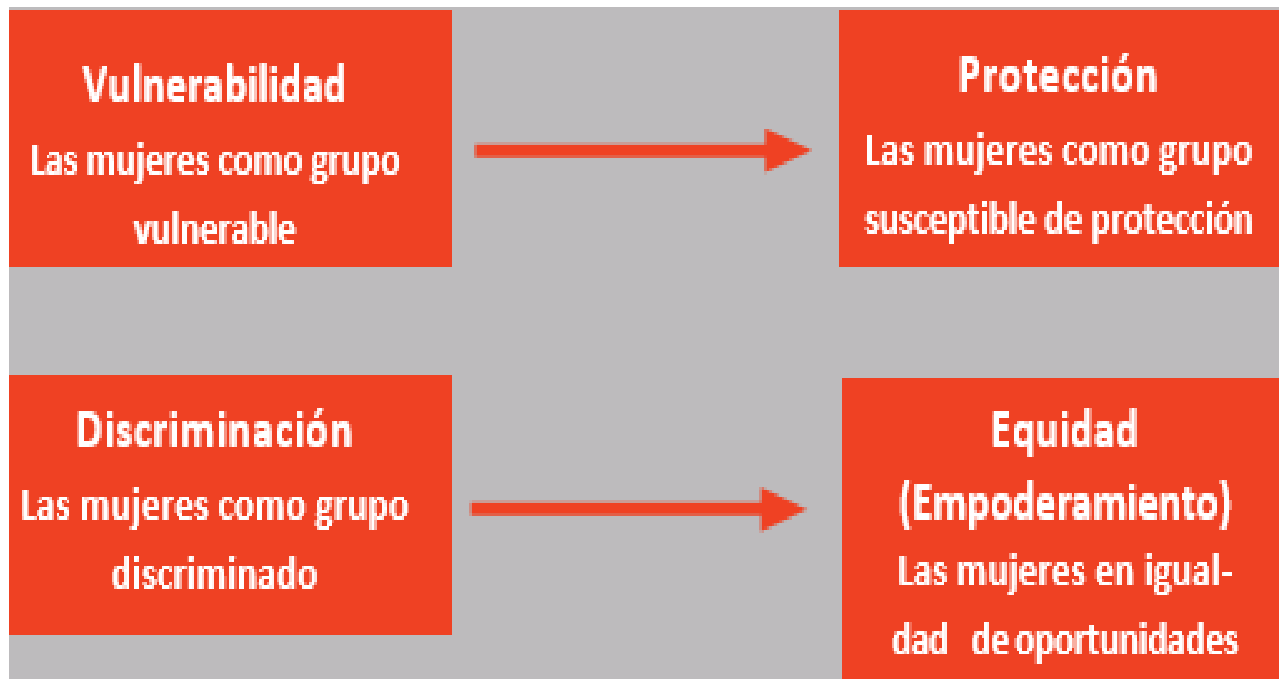 Vulnerabilidad
Las mujeres como grupo
vulnerable
Protección
Las mujeres como grupo
susceptible de protección
Discriminación
Las mujeres como grupo
discriminado
Equidad
(Empoderamiento)
Las mujeres en igual-
dad de oportunidades